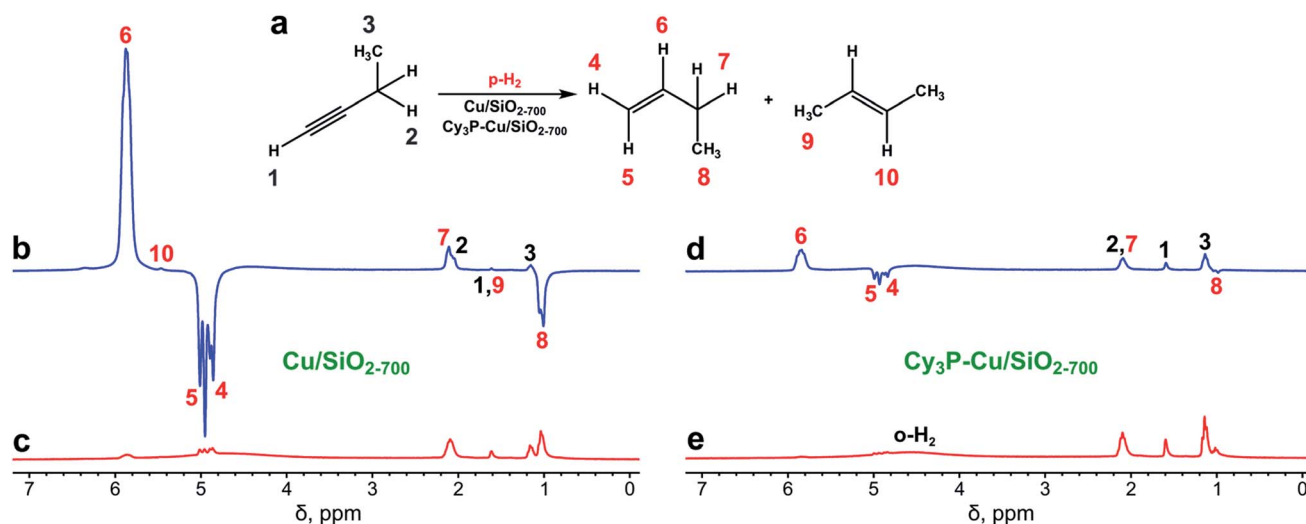 a
3
H₃C
H
H
2
H
1
p-H₂
Cu/SiO₂₋₇₀₀
Cy₃P-Cu/SiO₂₋₇₀₀
6
H
4
H
H
7
H
H
5
CH₃
8
+
H
H₃C
CH₃
9
H
10
b
6
10
7
2
1,9
3
5
4
8
Cu/SiO₂₋₇₀₀
c
7 6 5 4 3 2 1 0
δ, ppm
d
6
5
4
2,7
1
3
8
Cy₃P-Cu/SiO₂₋₇₀₀
e
o-H₂
7 6 5 4 3 2 1 0
δ, ppm